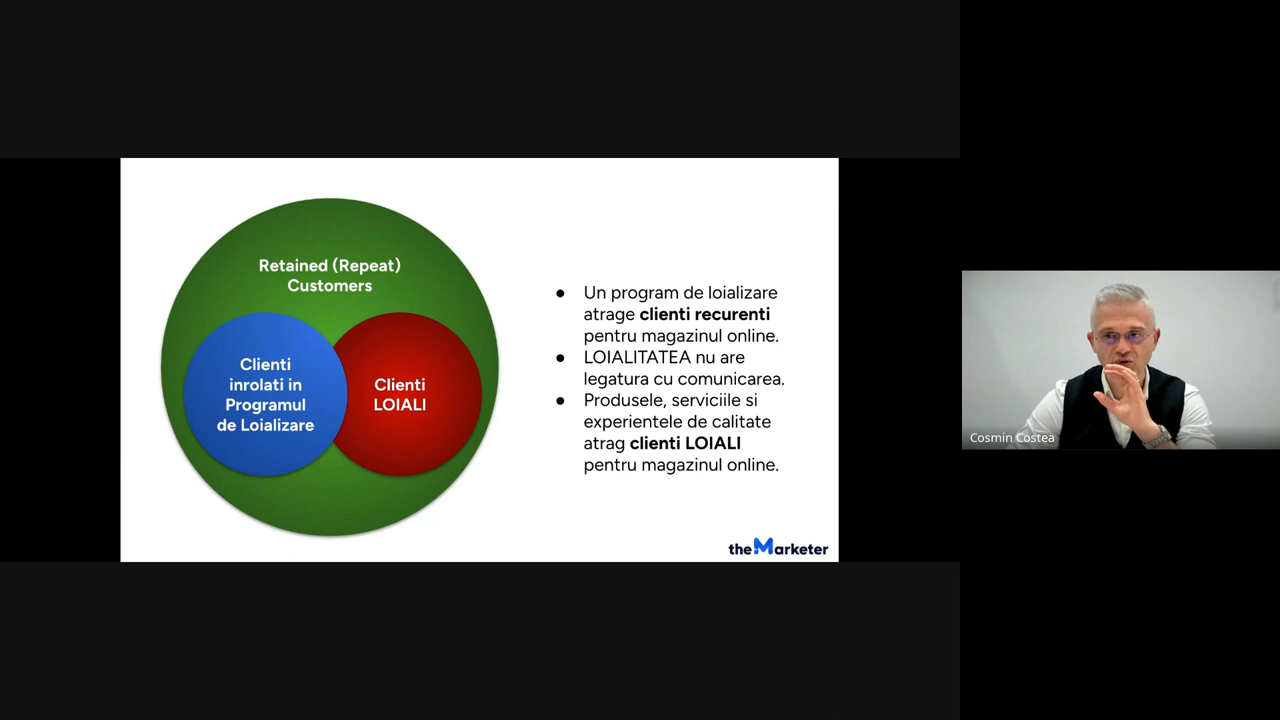 Retained (Repeat)
Customers
Clienti
inrolati in
Programul
de Loializare
Clienti
LOIALI
● Un program de loializare
atrage clienti recurenti
pentru magazinul online.
● LOIALITATEA nu are
legatura cu comunicarea.
● Produsele, serviciile si
experientele de calitate
atrag clienti LOIALI
pentru magazinul online.
theMarketer
Cosmin Costea